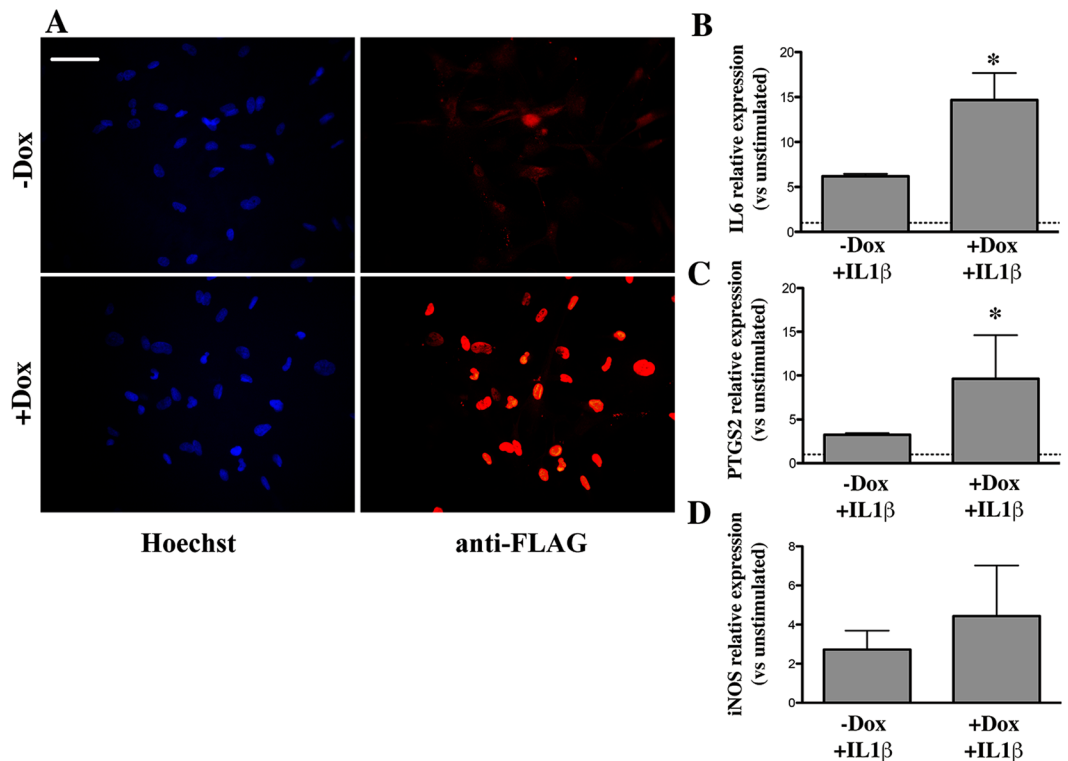 A
-Dox
+Dox
Hoechst
anti-FLAG
B
IL6 relative expression
(vs unstimulated)
20
15
10
5
0
*
-Dox
+IL1β
+Dox
+IL1β
C
PTGS2 relative expression
(vs unstimulated)
20
15
10
5
0
*
-Dox
+IL1β
+Dox
+IL1β
D
iNOS relative expression
(vs unstimulated)
8
6
4
2
0
-Dox
+IL1β
+Dox
+IL1β